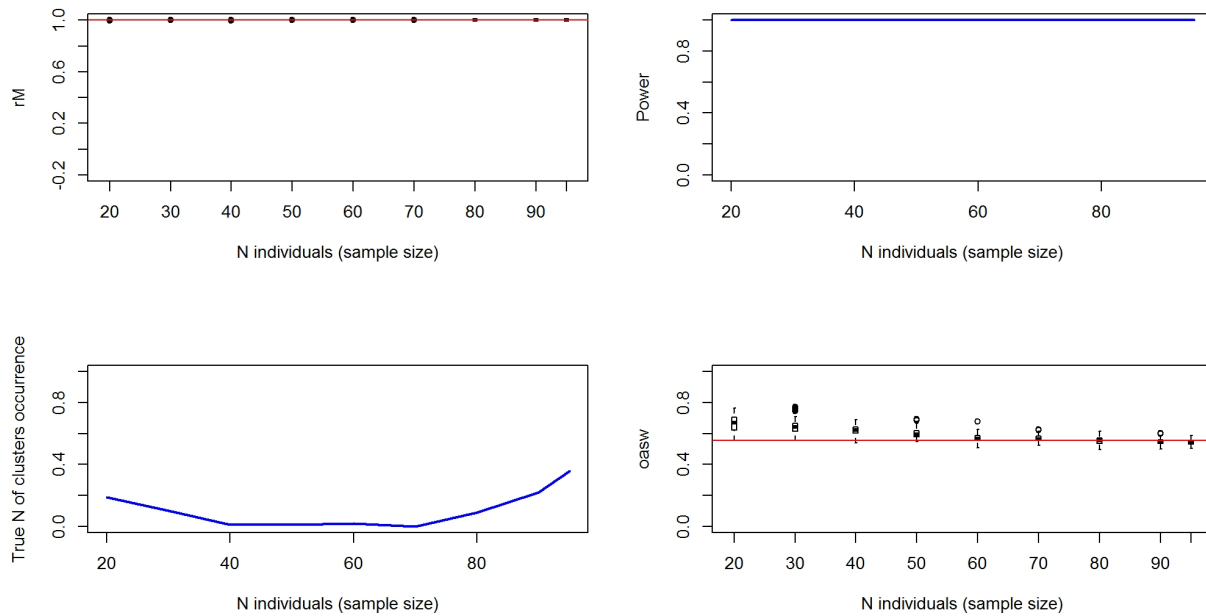 rM
-0.2 0.2 0.6 1.0
20 30 40 50 60 70 80 90
N individuals (sample size)
Power
0.0 0.4 0.8
20 40 60 80
N individuals (sample size)
True N of clusters occurrence
0.0 0.4 0.8
20 40 60 80
N individuals (sample size)
oasw
0.0 0.4 0.8
20 30 40 50 60 70 80 90
N individuals (sample size)